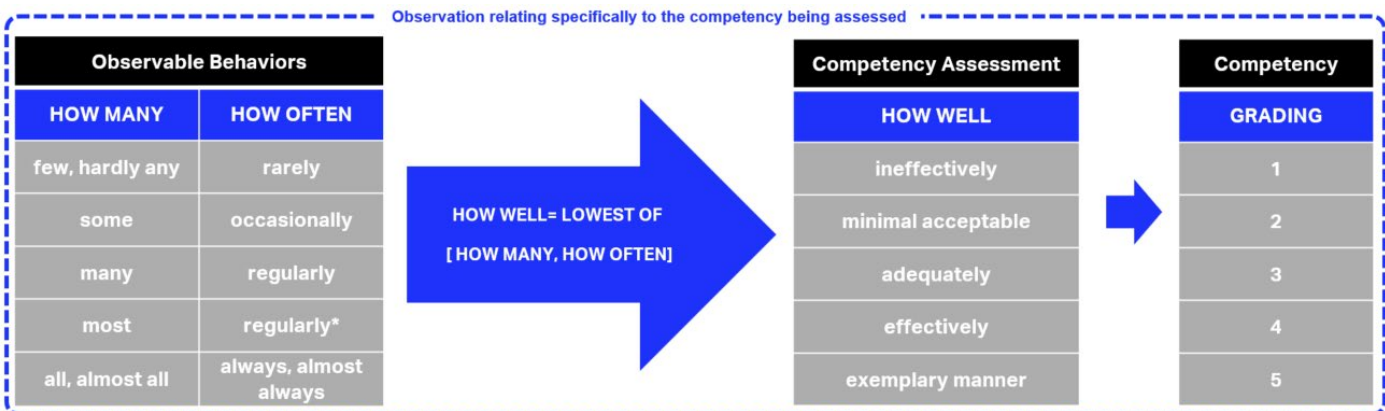 Observation relating specifically to the competency being assessed
Observable Behaviors
HOW MANY HOW OFTEN
few, hardly any rarely
some occasionally
many regularly
most regularly*
all, almost all always, almost
always
HOW WELL= LOWEST OF
[ HOW MANY, HOW OFTEN]
Competency Assessment
HOW WELL
ineffectively
minimal acceptable
adequately
effectively
exemplary manner
Competency
GRADING
1
2
3
4
5